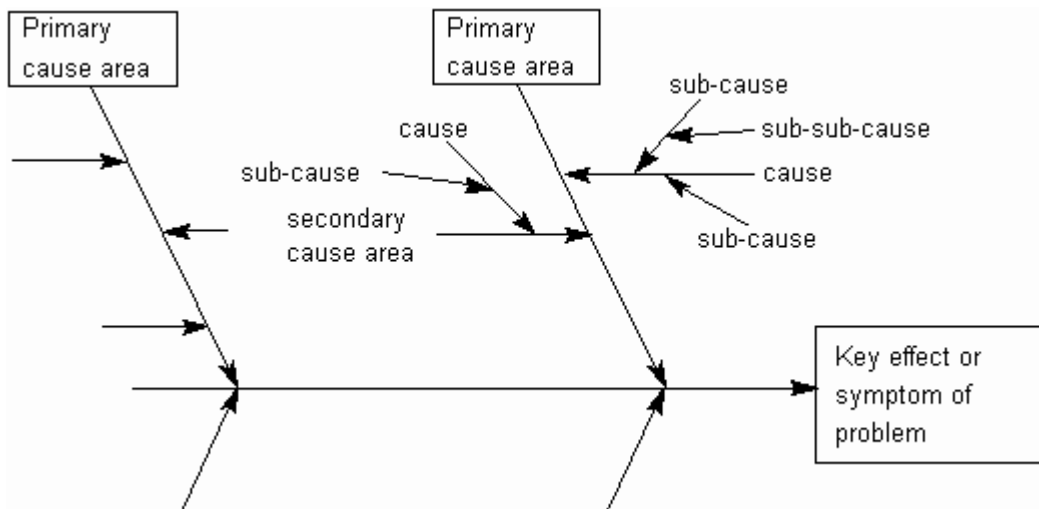 Primary
cause area
Primary
cause area
sub-cause
cause
sub-sub-cause
sub-cause
cause
secondary
cause area
sub-cause
Key effect or
symptom of
problem